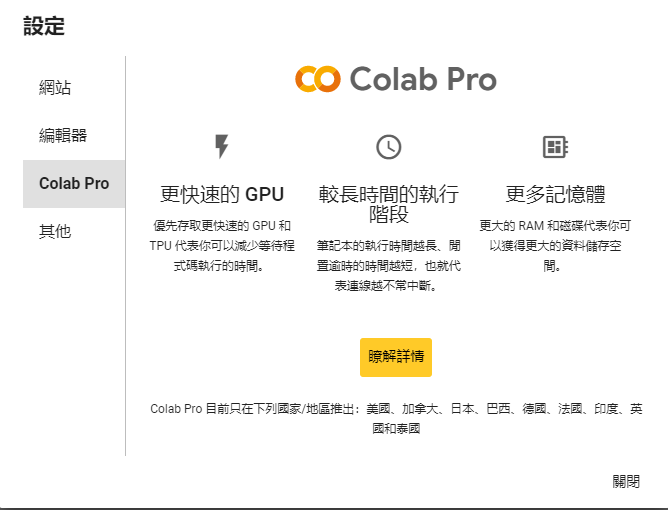 設定
網站
編輯器
Colab Pro
其他
Colab Pro
更快速的 GPU
優先存取更快速的 GPU 和
TPU 代表你可以減少等待程
式碼執行的時間。
較長時間的執行
階段
筆記本的執行時間越長、閒
置逾時的時間越短，也就代
表連線越不常中斷。
更多記憶體
更大的 RAM 和磁碟代表你可
以獲得更大的資料儲存空
間。
瞭解詳情
Colab Pro 目前只在下列國家/地區推出：美國、加拿大、日本、巴西、德國、法國、印度、英
國和泰國
關閉